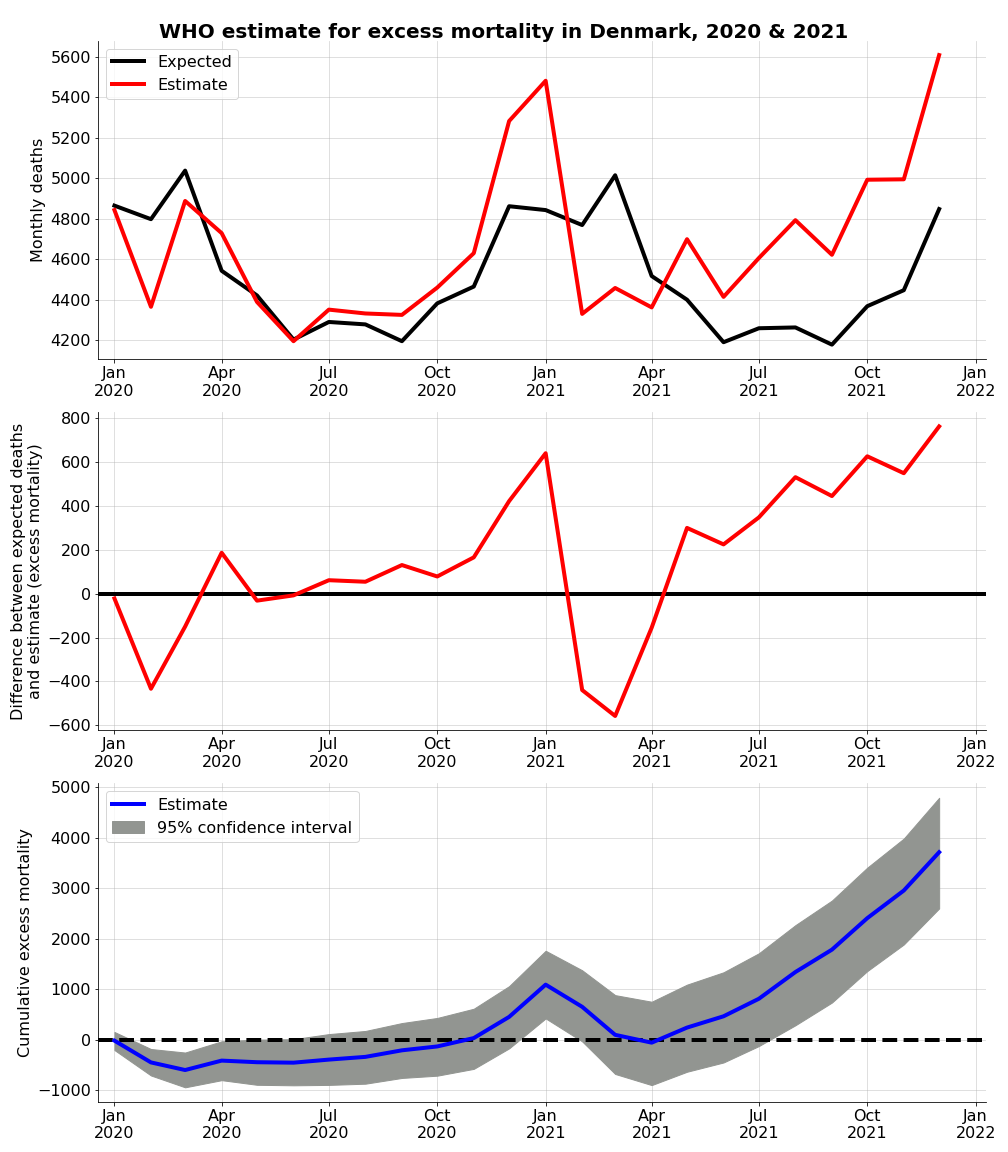 WHO estimate for excess mortality in Denmark, 2020 & 2021
Expected
Estimate
Monthly deaths
5600
5400
5200
5000
4800
4600
4400
4200
Jan Apr Jul Oct Jan Apr Jul Oct Jan
2020 2020 2020 2020 2021 2021 2021 2021 2022
Difference between expected deaths
and estimate (excess mortality)
800
600
400
200
0
−200
−400
−600
Jan Apr Jul Oct Jan Apr Jul Oct Jan
2020 2020 2020 2020 2021 2021 2021 2021 2022
Estimate
95% confidence interval
Cumulative excess mortality
5000
4000
3000
2000
1000
0
−1000
Jan Apr Jul Oct Jan Apr Jul Oct Jan
2020 2020 2020 2020 2021 2021 2021 2021 2022